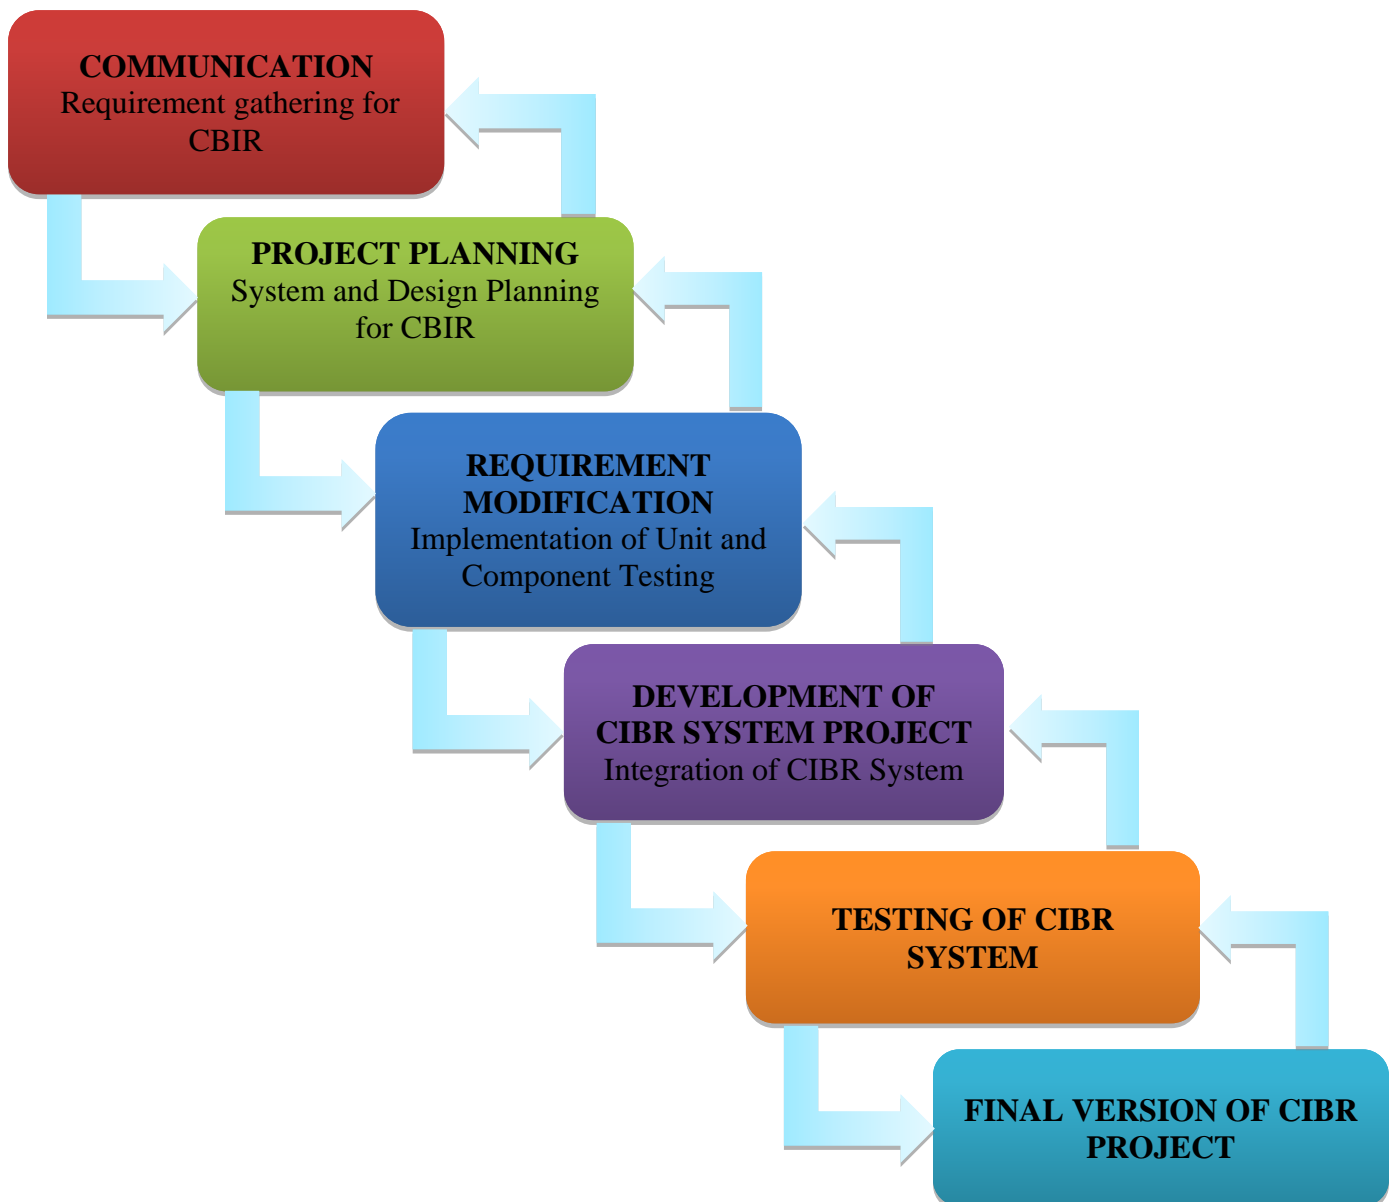 COMMUNICATION
Requirement gathering for
CBIR
PROJECT PLANNING
System and Design Planning
for CBIR
REQUIREMENT
MODIFICATION
Implementation of Unit and
Component Testing
DEVELOPMENT OF
CIBR SYSTEM PROJECT
Integration of CIBR System
TESTING OF CIBR
SYSTEM
FINAL VERSION OF CIBR
PROJECT